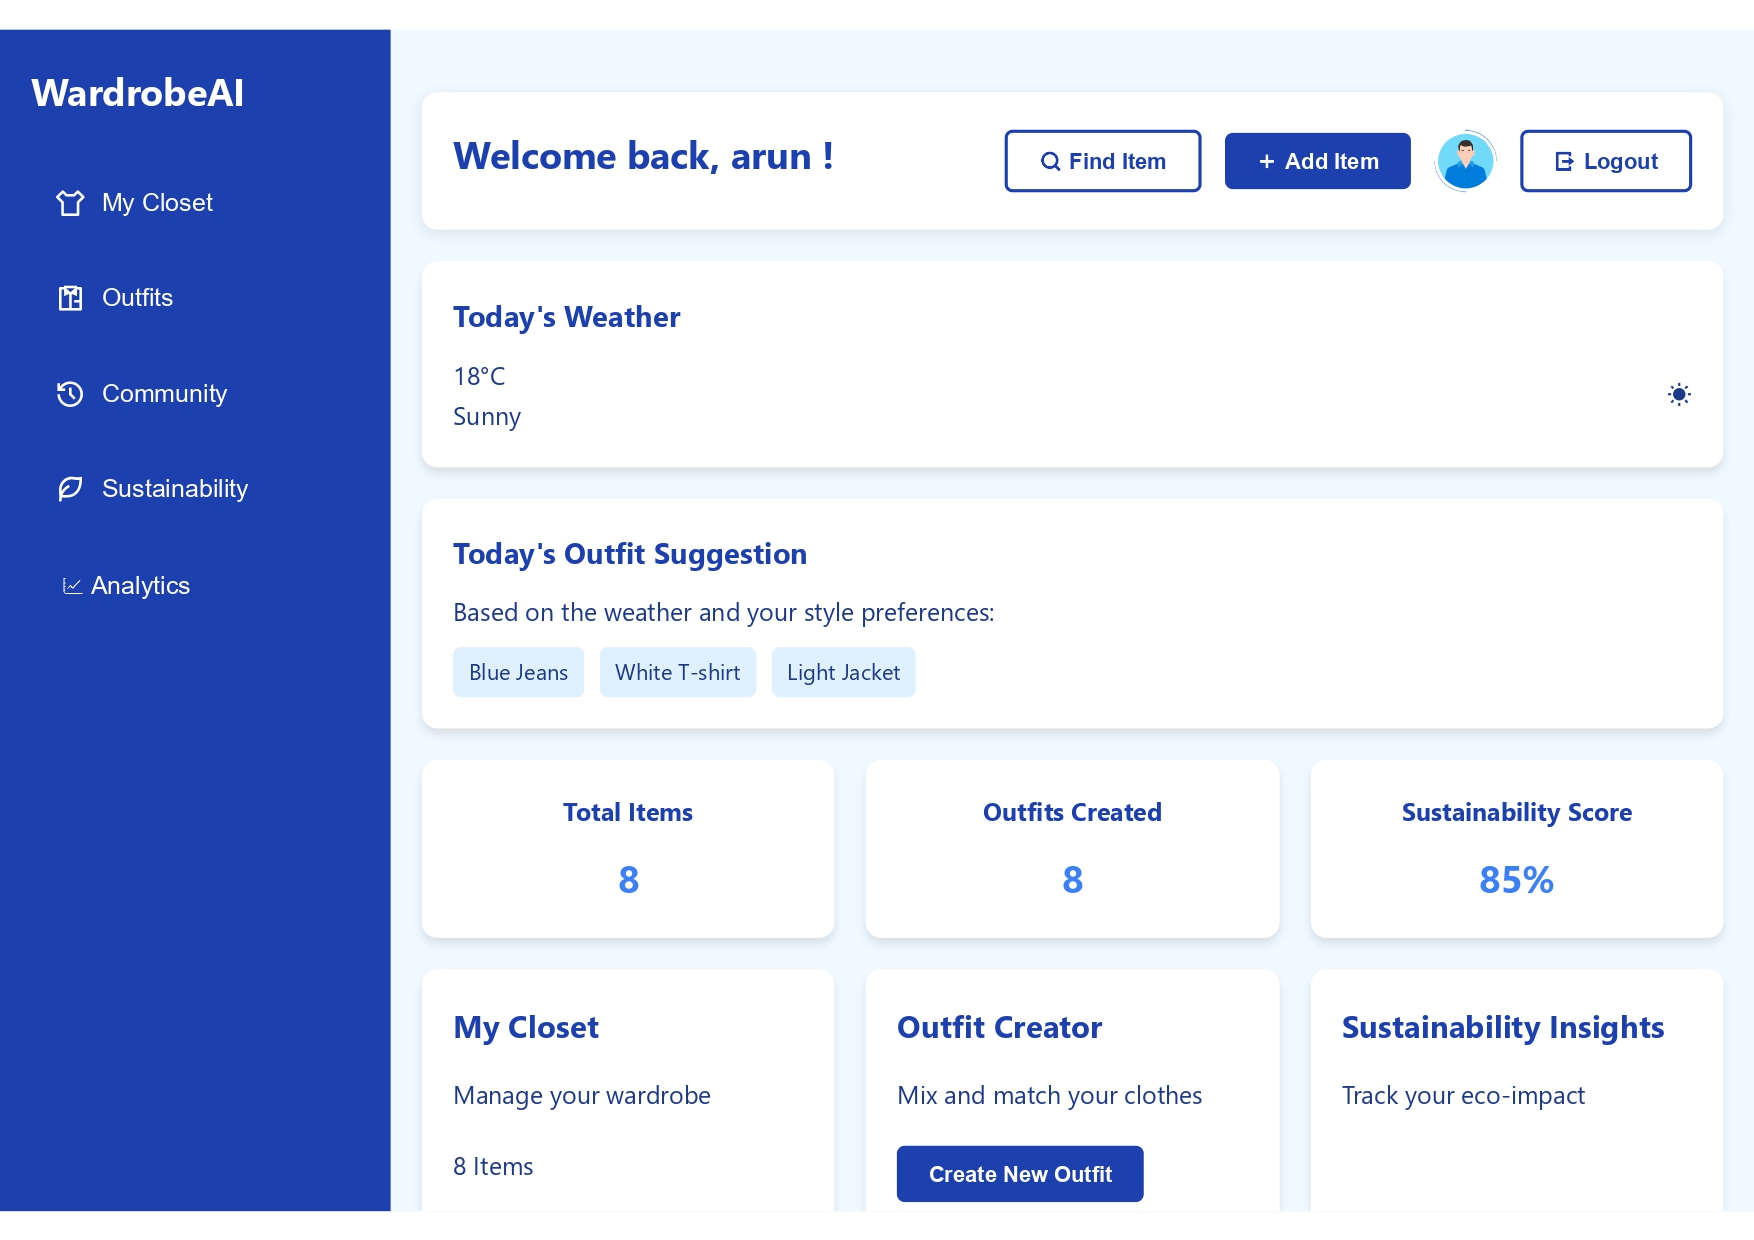 WardrobeAI
My Closet
Outfits
Community
Sustainability
Analytics
Welcome back, arun !
Find Item
+ Add Item
Logout
Today's Weather
18°C
Sunny
Today's Outfit Suggestion
Based on the weather and your style preferences:
Blue Jeans
White T-shirt
Light Jacket
Total Items
8
Outfits Created
8
Sustainability Score
85%
My Closet
Manage your wardrobe
8 Items
Outfit Creator
Mix and match your clothes
Create New Outfit
Sustainability Insights
Track your eco-impact